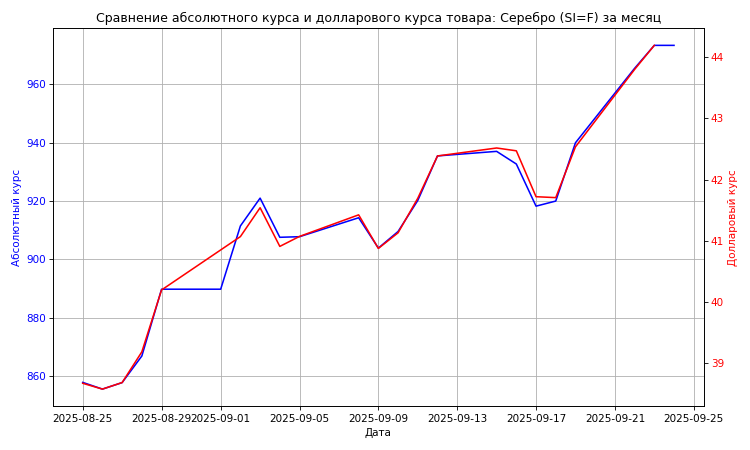 Сравнение абсолютного курса и долларового курса товара: Серебро (SI=F) за месяц
Абсолютный курс
960
940
920
900
880
860
44
43
42
41
40
39
Долларовый курс
2025-08-25 2025-08-29 2025-09-01 2025-09-05 2025-09-09 2025-09-13 2025-09-17 2025-09-21 2025-09-25
Дата